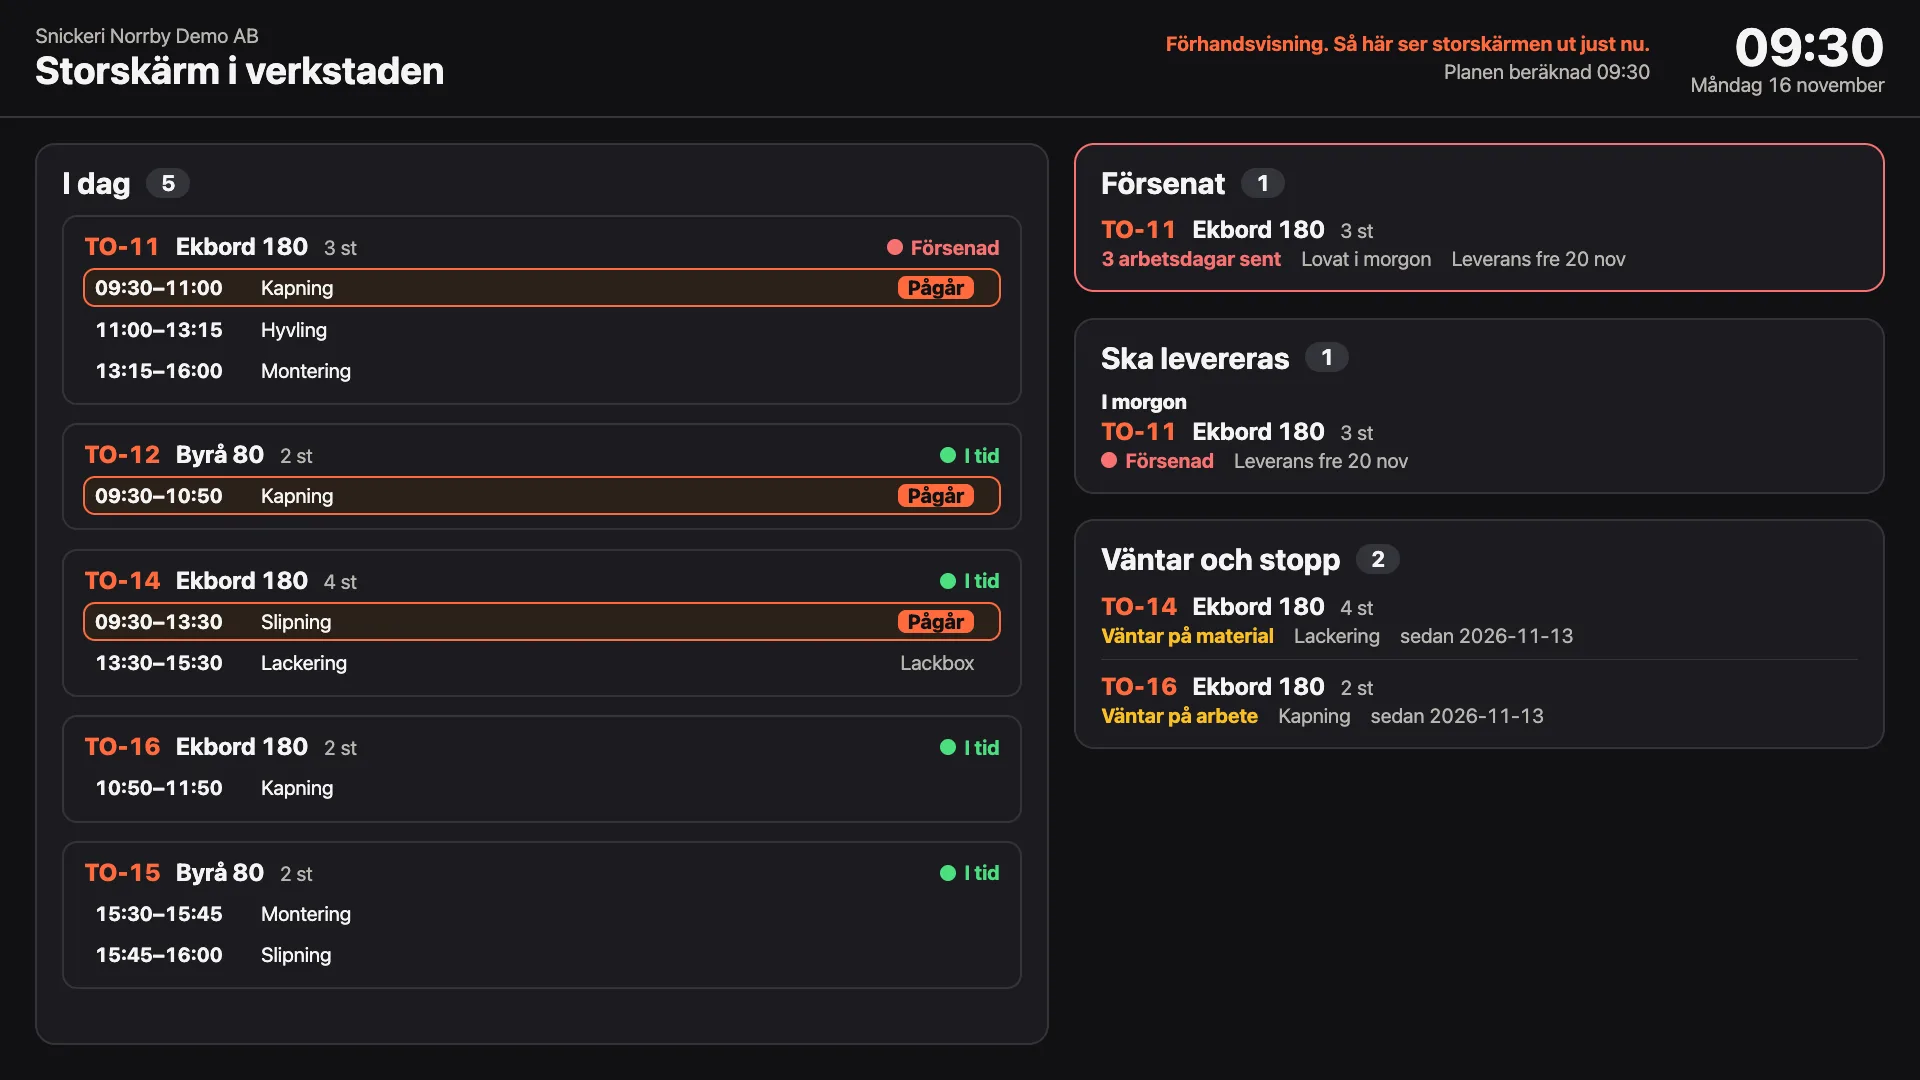 Snickeri Norrby Demo AB
Storskärm i verkstaden
Förhandsvisning. Så här ser storskärmen ut just nu.
Planen beräknad 09:30
09:30
Måndag 16 november
I dag 5
TO-11 Ekbord 180 3 st Försenad
09:30–11:00 Kapning Pågår
11:00–13:15 Hyvling
13:15–16:00 Montering
TO-12 Byrå 80 2 st I tid
09:30–10:50 Kapning Pågår
TO-14 Ekbord 180 4 st I tid
09:30–13:30 Slipning Pågår
13:30–15:30 Lackering Lackbox
TO-16 Ekbord 180 2 st I tid
10:50–11:50 Kapning
TO-15 Byrå 80 2 st I tid
15:30–15:45 Montering
15:45–16:00 Slipning
Försenat 1
TO-11 Ekbord 180 3 st
3 arbetsdagar sent Lovat i morgon Leverans fre 20 nov
Ska levereras 1
I morgon
TO-11 Ekbord 180 3 st
Försenad Leverans fre 20 nov
Väntar och stopp 2
TO-14 Ekbord 180 4 st
Väntar på material Lackering sedan 2026-11-13
TO-16 Ekbord 180 2 st
Väntar på arbete Kapning sedan 2026-11-13